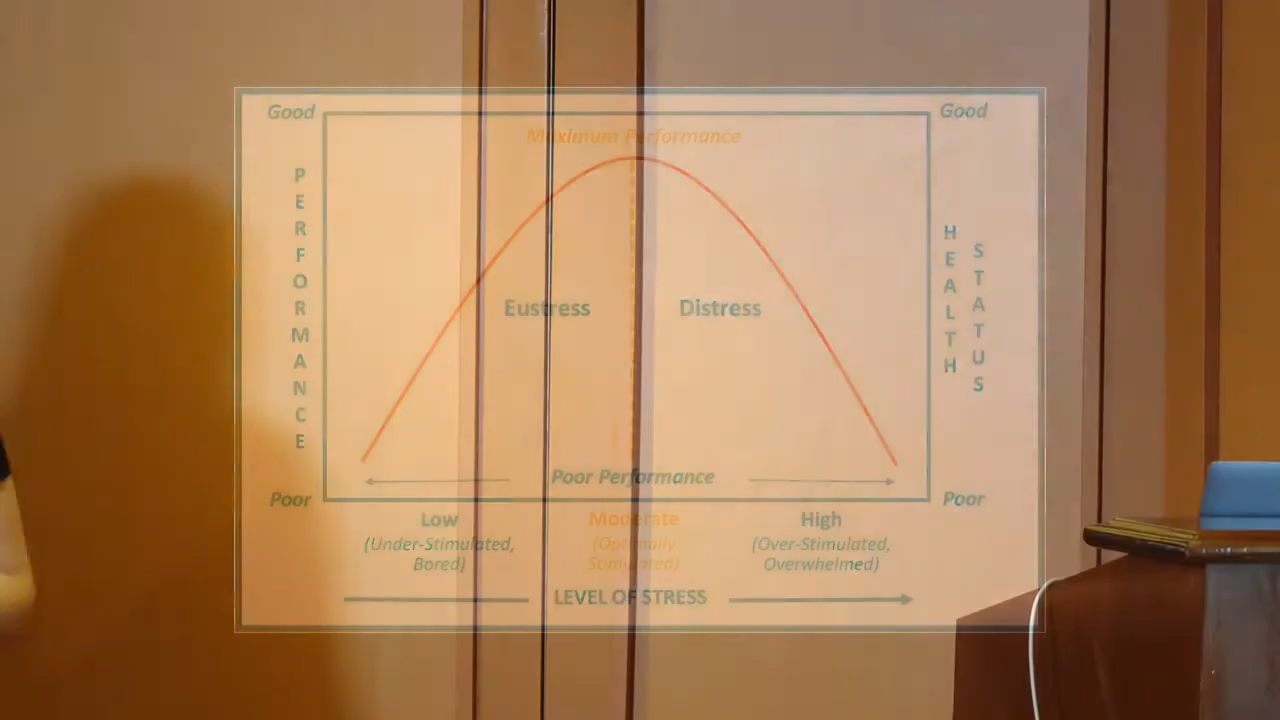 Good
Good
Maximum Performance
PERFORMANCE
HEALTH
STATUS
Eustress
Distress
Poor Performance
Poor
Poor
Low
Moderate
High
(Under-Stimulated,
Bored)
(Optimally
Stimulated)
(Over-Stimulated,
Overwhelmed)
LEVEL OF STRESS